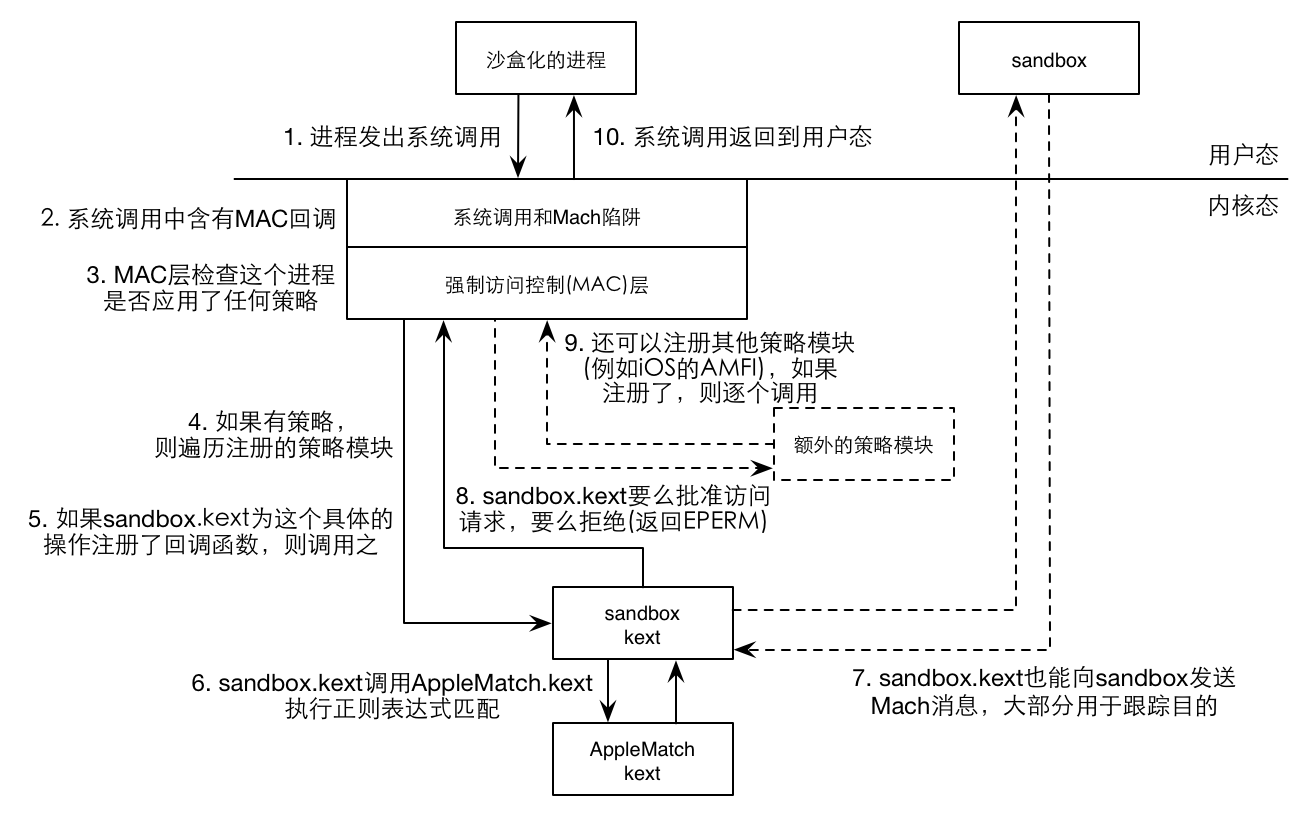 沙盒化的进程
sandbox
1. 进程发出系统调用
10. 系统调用返回到用户态
用户态
内核态
2. 系统调用中含有MAC回调
系统调用和Mach陷阱
3. MAC层检查这个进程
是否应用了任何策略
强制访问控制(MAC)层
9. 还可以注册其他策略模块
(例如iOS的AMFI)，如果
注册了，则逐个调用
4. 如果有策略，
则遍历注册的策略模块
额外的策略模块
8. sandbox.kext要么批准访问
请求，要么拒绝(返回EPERM)
5. 如果sandbox.kext为这个具体的
操作注册了回调函数，则调用之
sandbox
kext
6. sandbox.kext调用AppleMatch.kext
执行正则表达式匹配
7. sandbox.kext也能向sandbox发送
Mach消息，大部分用于跟踪目的
AppleMatch
kext